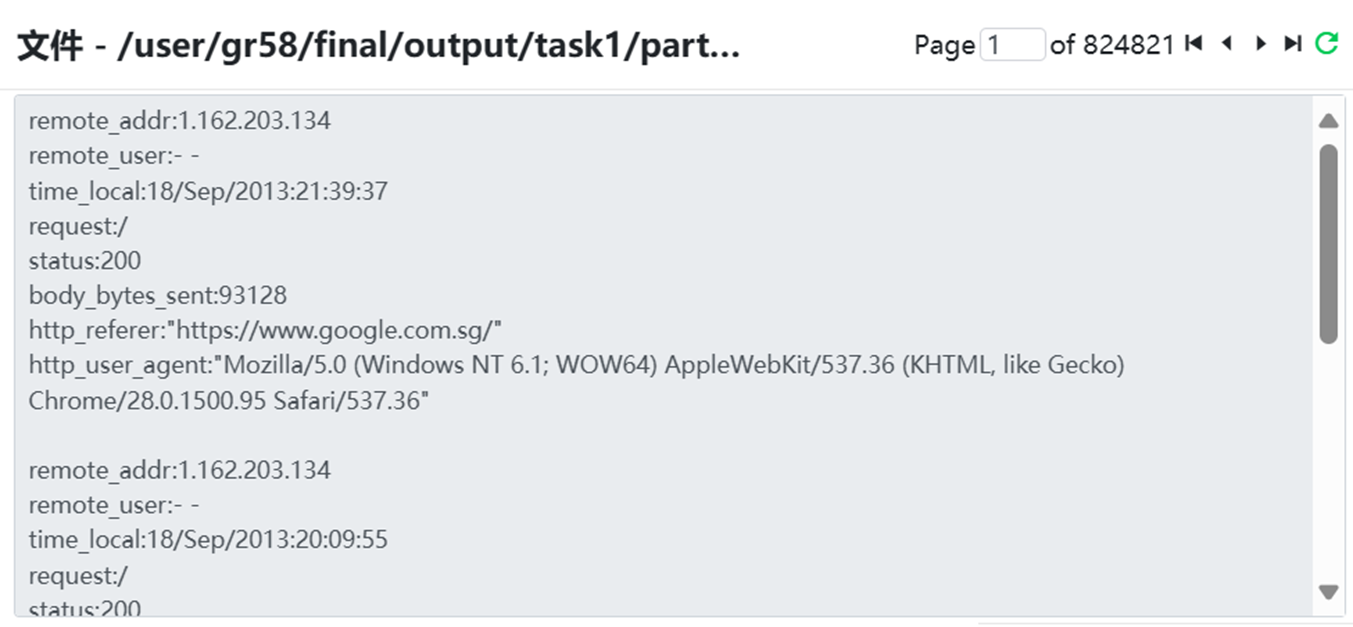 文件 - /user/gr58/final/output/task1/part...
Page 1 of 824821
remote_addr:1.162.203.134
remote_user:- -
time_local:18/Sep/2013:21:39:37
request:/
status:200
body_bytes_sent:93128
http_referer:"https://www.google.com.sg/"
http_user_agent:"Mozilla/5.0 (Windows NT 6.1; WOW64) AppleWebKit/537.36 (KHTML, like Gecko)
Chrome/28.0.1500.95 Safari/537.36"
remote_addr:1.162.203.134
remote_user:- -
time_local:18/Sep/2013:20:09:55
request:/
status:200